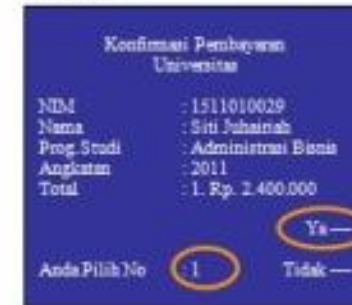 Konfirmasi Pembayaran
Universitas
NIM : 1511010029
Nama : Siti Juhairiah
Prog.Studi : Administrasi Bisnis
Angkatan : 2011
Total : 1. Rp. 2.400.000
Ya —
Anda Pilih No : 1 Tidak —